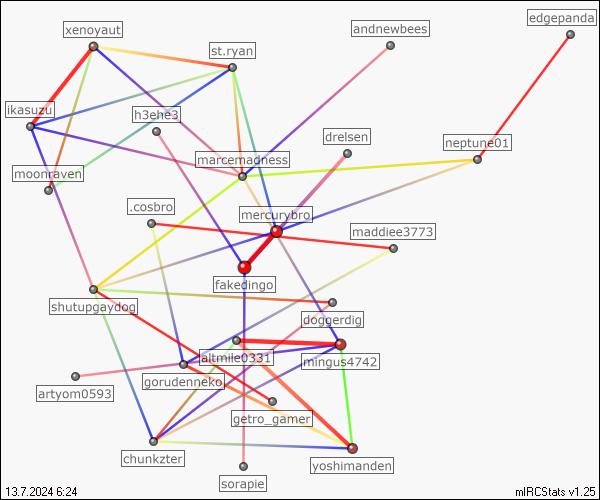 edgepanda
xenoyaut
andnewbees
st.ryan
ikasuzu
h3ehe3
drelsen
neptune01
marcemadness
moonraven
.cosbro
mercurybro
maddiee3773
fakedingo
shutupgaydog
doggerdig
altmile0331
mingus4742
gorudenneko
artyom0593
getro_gamer
chunkzter
yoshimanden
sorapie
13.7.2024 6:24
mIRCStats v1.25